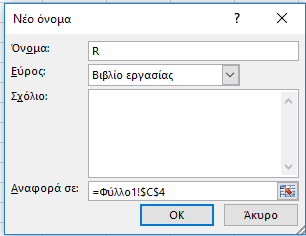 Νέο όνομα ? ×
Όνομα: R
Εύρος: Βιβλίο εργασίας
Σχόλιο:
Αναφορά σε: =Φύλλο1!$C$4
OK Άκυρο